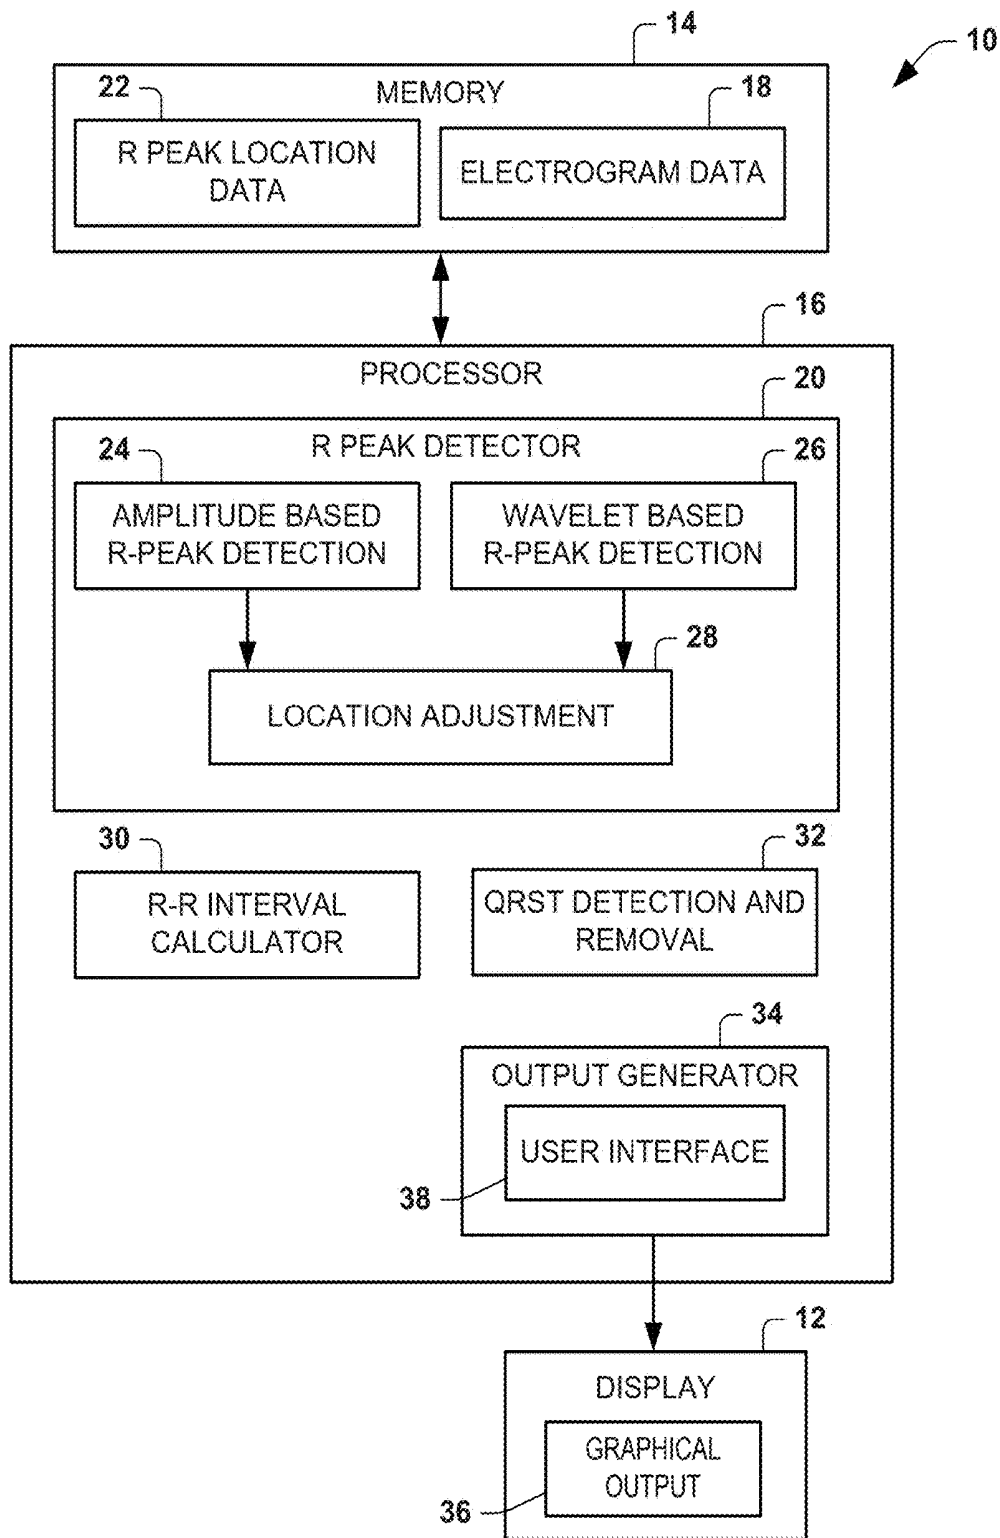 14
10
MEMORY
22
18
R PEAK LOCATION
DATA
ELECTROGRAM DATA
16
PROCESSOR
20
R PEAK DETECTOR
24
26
AMPLITUDE BASED
R-PEAK DETECTION
WAVELET BASED
R-PEAK DETECTION
28
LOCATION ADJUSTMENT
30
32
R-R INTERVAL
CALCULATOR
QRST DETECTION AND
REMOVAL
34
OUTPUT GENERATOR
USER INTERFACE
38
12
DISPLAY
GRAPHICAL
OUTPUT
36